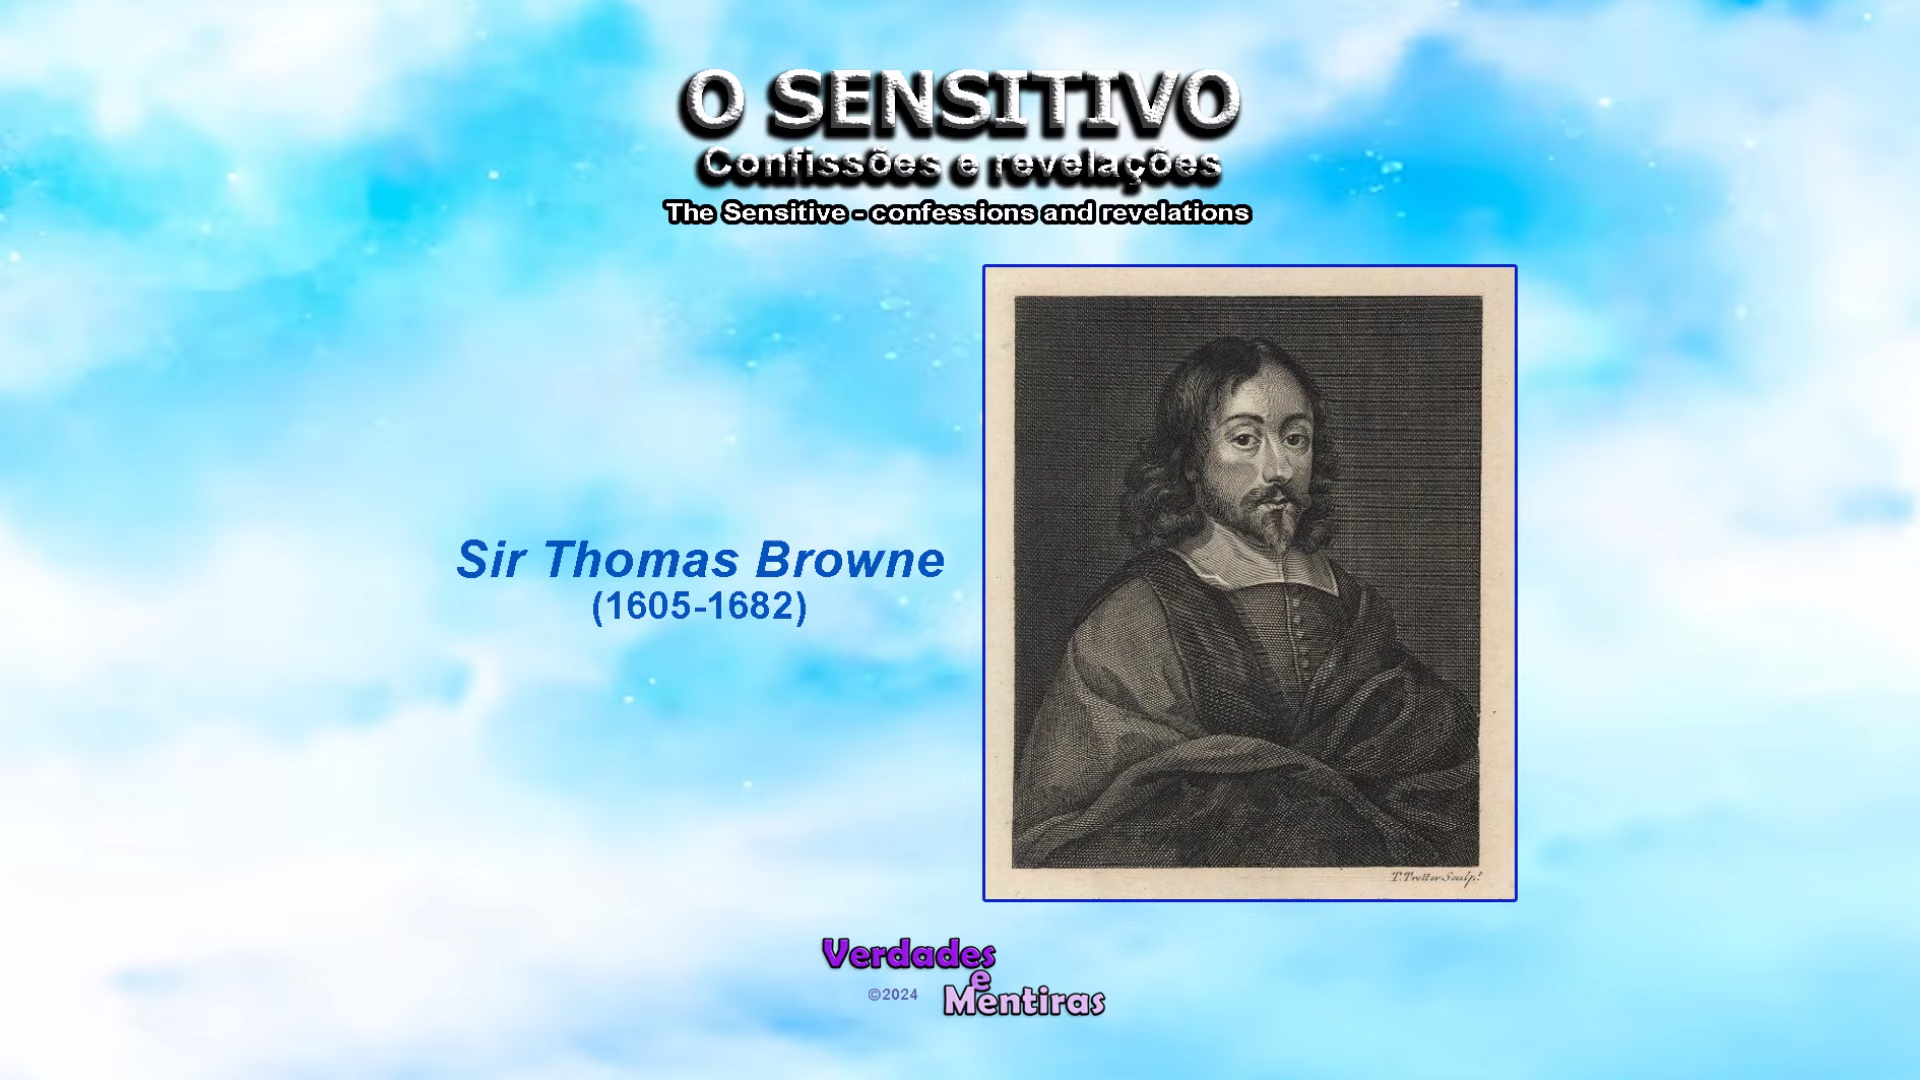 O SENSITIVO
Confissões e revelações
The Sensitive - confessions and revelations
Sir Thomas Browne
(1605-1682)
T. Trotter Sculp.t
Verdades
e
©2024
Mentiras